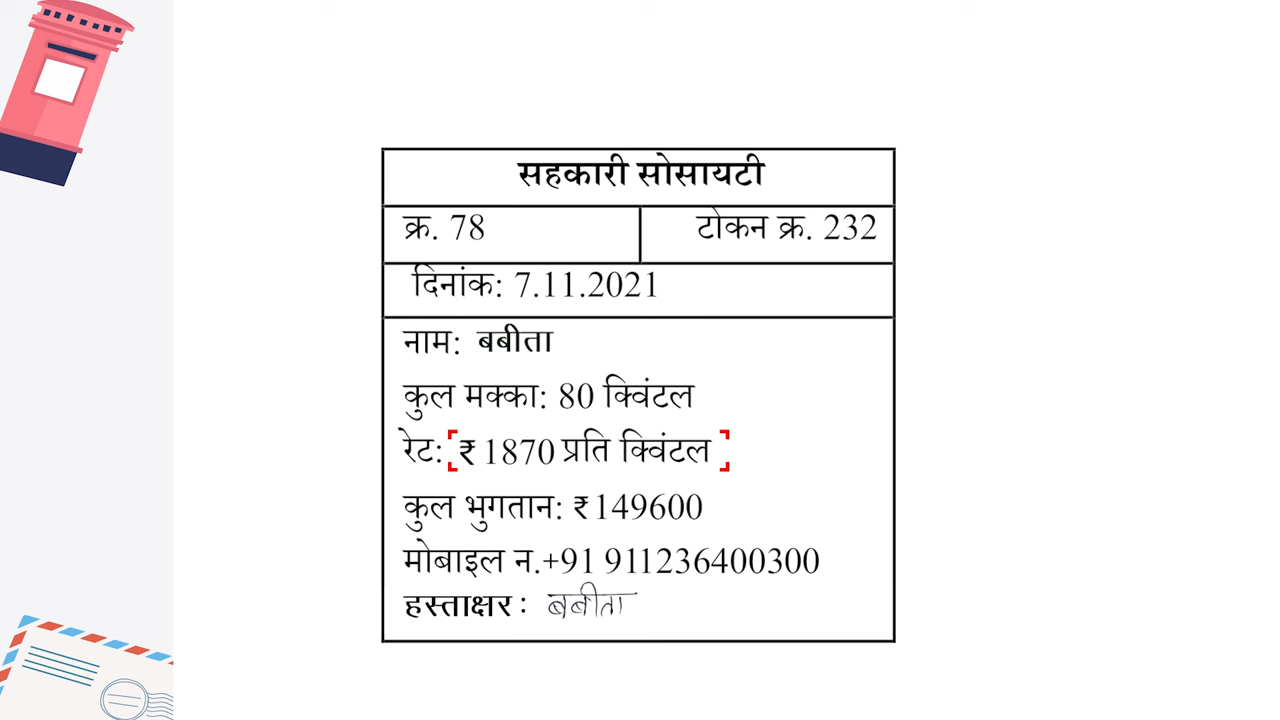 सहकारी सोसायटी
क्र. 78 टोकन क्र. 232
दिनांक: 7.11.2021
नाम: बबीता
कुल मक्का: 80 क्विंटल
रेट: ₹ 1870 प्रति क्विंटल
कुल भुगतान: ₹ 149600
मोबाइल न.+91 911236400300
हस्ताक्षर : बबीता